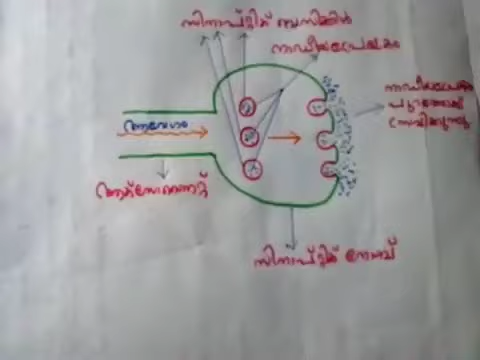 സിനാപ്റ്റിക് വെസിക്കിൾ
നാഡീയപ്രേഷകം
നാഡീയപ്രേഷകം
പുറത്തേക്ക്
സ്രവിക്കുന്നു
ആവേഗം
ആക്സോണൈറ്റ്
സിനാപ്റ്റിക് നോബ്